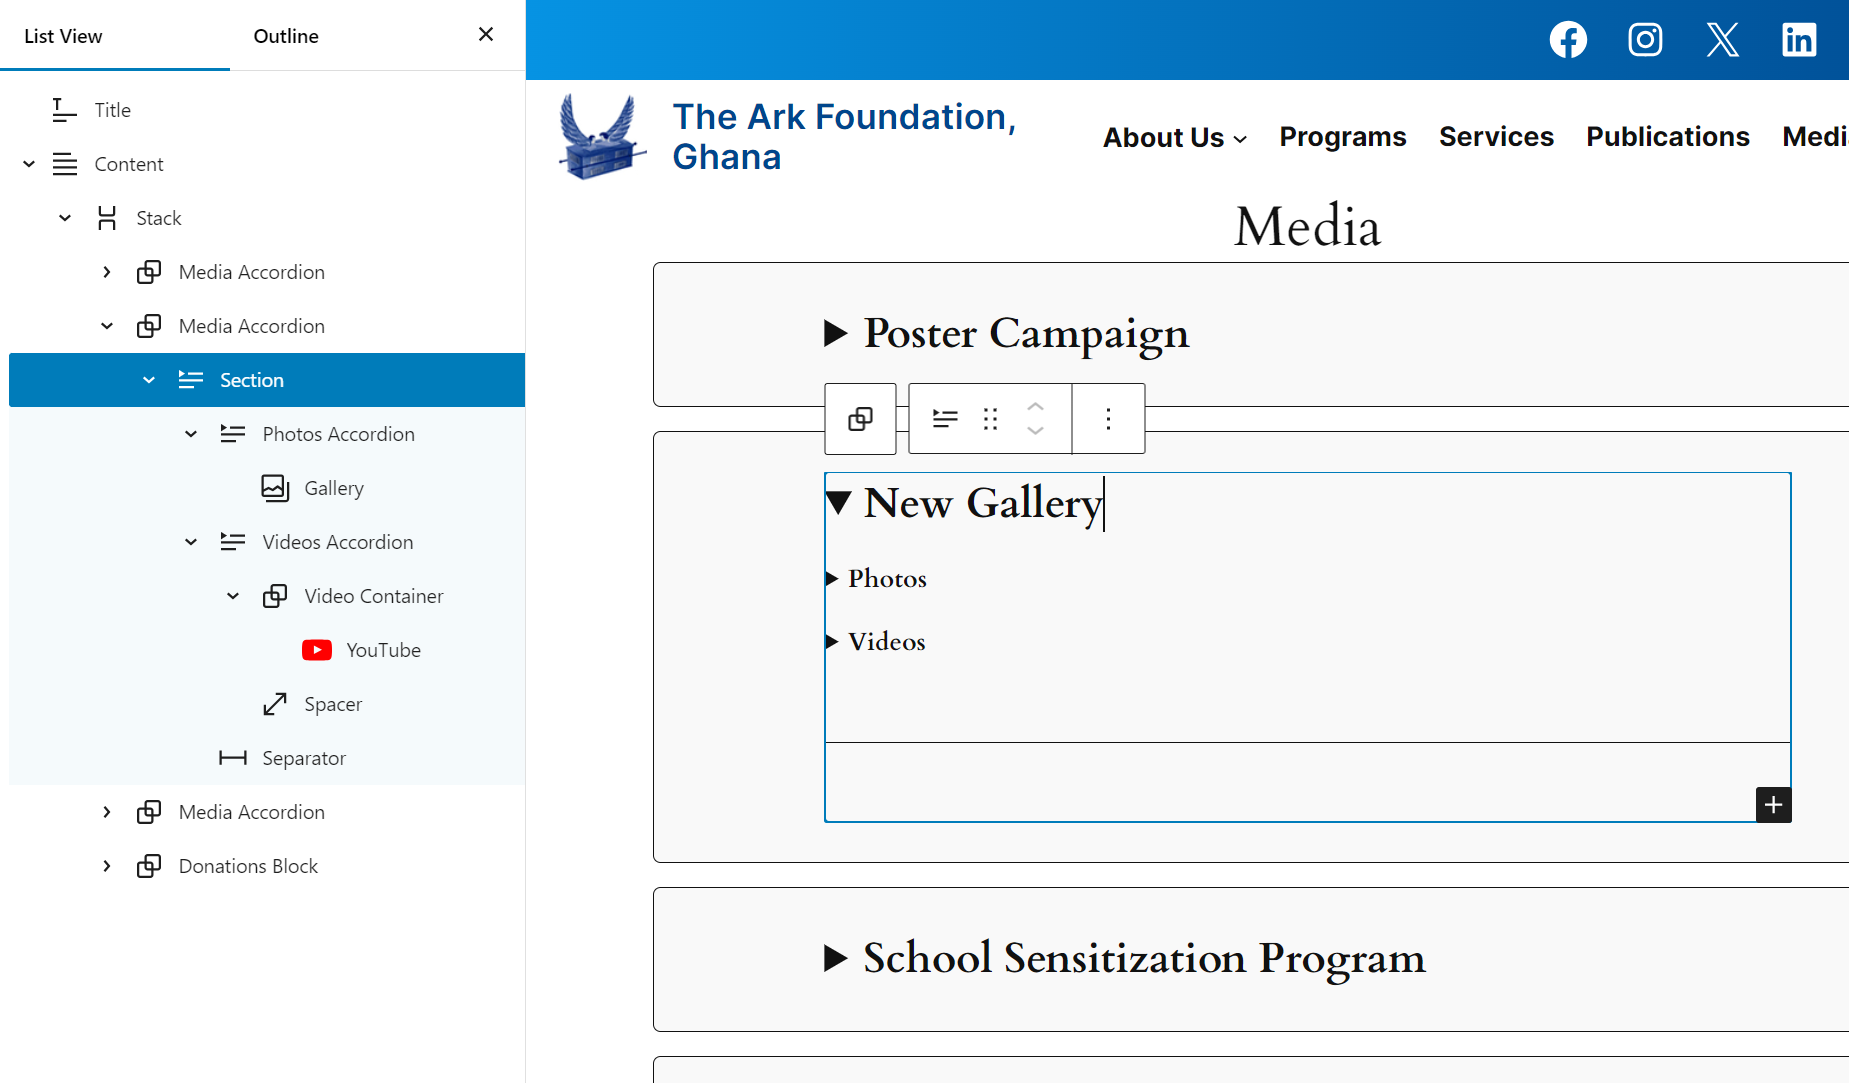 List View
Outline
Title
Content
Stack
Media Accordion
Media Accordion
Section
Photos Accordion
Gallery
Videos Accordion
Video Container
YouTube
Spacer
Separator
Media Accordion
Donations Block
The Ark Foundation,
Ghana
About Us
Programs
Services
Publications
Medi
Media
Poster Campaign
New Gallery
Photos
Videos
School Sensitization Program